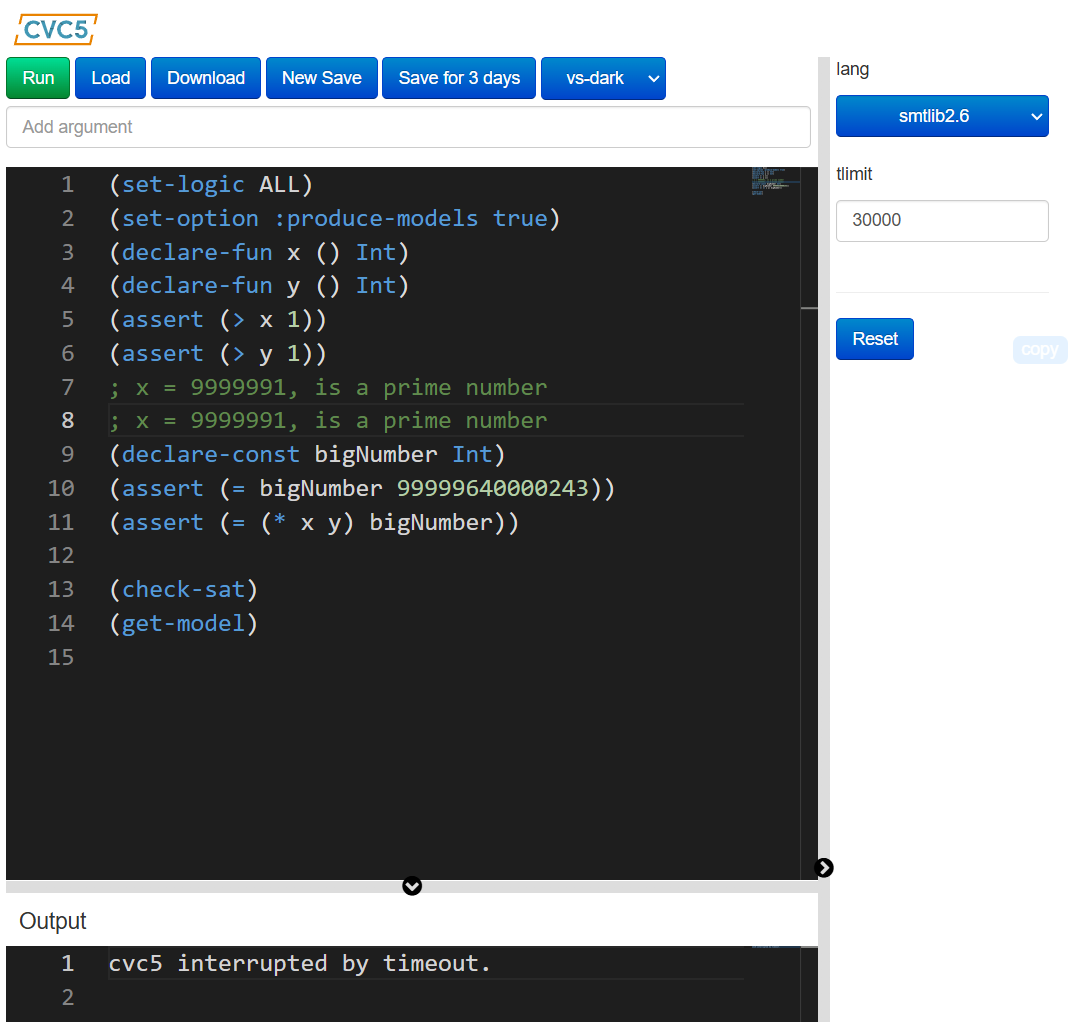 CVC5
Run Load Download New Save Save for 3 days vs-dark
Add argument
lang
smtlib2.6
tlimit
30000
Reset
copy
1 (set-logic ALL)
2 (set-option :produce-models true)
3 (declare-fun x () Int)
4 (declare-fun y () Int)
5 (assert (> x 1))
6 (assert (> y 1))
7 ; x = 9999991, is a prime number
8 ; x = 9999991, is a prime number
9 (declare-const bigNumber Int)
10 (assert (= bigNumber 99999640000243))
11 (assert (= (* x y) bigNumber))
12
13 (check-sat)
14 (get-model)
15
Output
1 cvc5 interrupted by timeout.
2